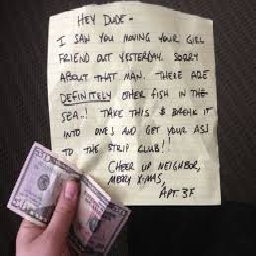 HEY DUDE-
I SAW YOU MOVING YOUR GIRL
FRIEND OUT YESTERDAY. SORRY
ABOUT THAT MAN. THERE ARE
DEFINITELY OTHER FISH IN THE
SEA..! TAKE THIS & BREAK IT
INTO ONES AND GET YOUR ASS
TO THE STRIP CLUB!!
CHEER UP NEIGHBOR,
MERRY X-MAS,
APT. 3F